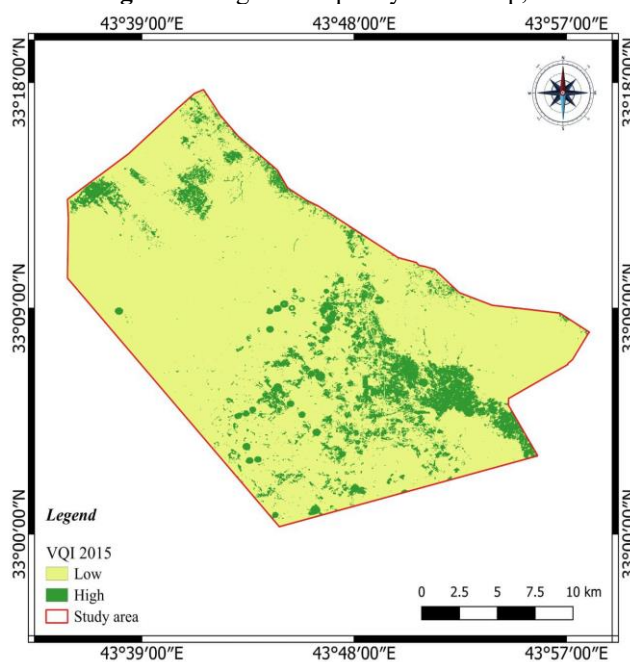 43°39'00"E 43°48'00"E 43°57'00"E
33°18'00"N 33°18'00"N
33°09'00"N 33°09'00"N
33°00'00"N 33°00'00"N
Legend
VQI 2015
Low
High
Study area
0 2.5 5 7.5 10 km
43°39'00"E 43°48'00"E 43°57'00"E